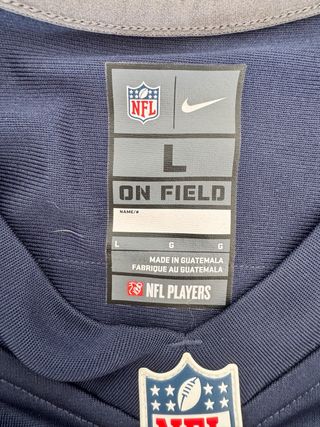 NFL
L
ON FIELD
NAME/#
L G G
MADE IN GUATEMALA
FABRIQUE AU GUATEMALA
NFL PLAYERS
NFL